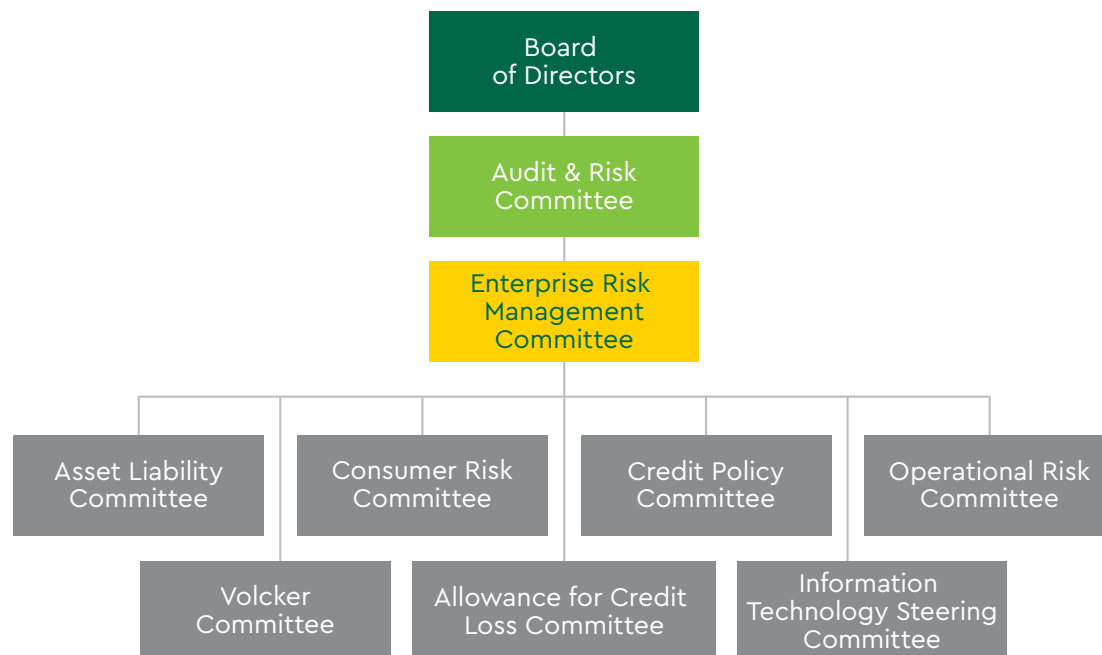 Board
of Directors
Audit & Risk
Committee
Enterprise Risk
Management
Committee
Asset Liability
Committee
Consumer Risk
Committee
Credit Policy
Committee
Operational Risk
Committee
Volcker
Committee
Allowance for Credit
Loss Committee
Information
Technology Steering
Committee